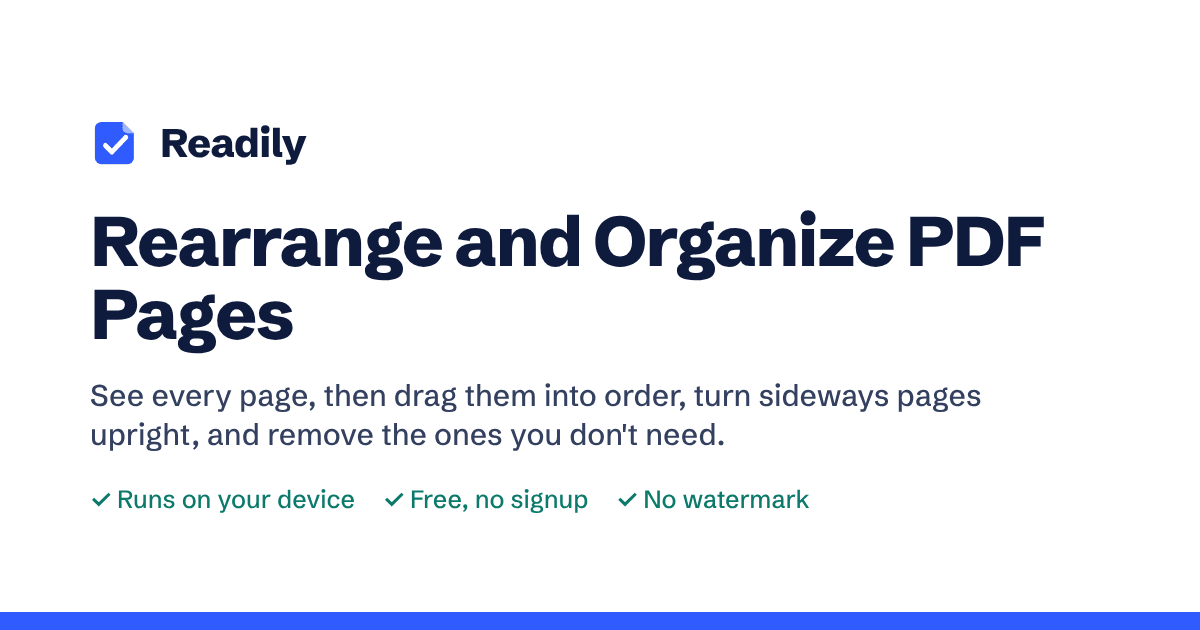 Readily
Rearrange and Organize PDF
Pages
See every page, then drag them into order, turn sideways pages
upright, and remove the ones you don't need.
✓ Runs on your device ✓ Free, no signup ✓ No watermark